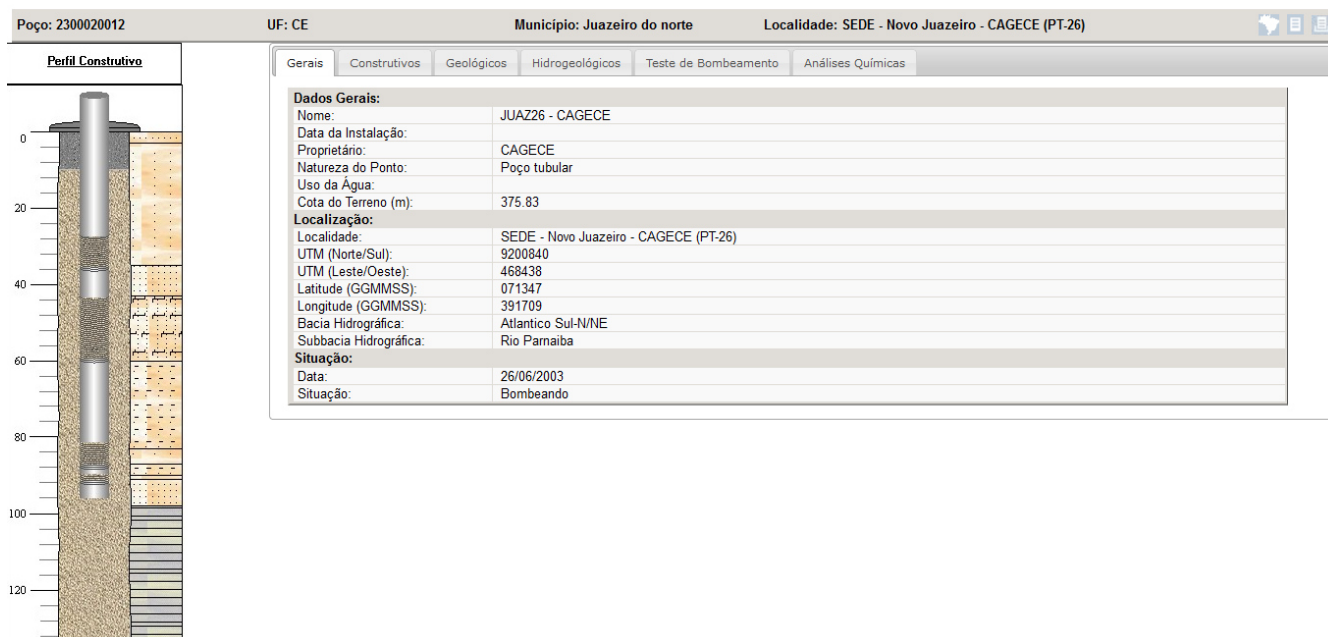 Poço: 2300020012 UF: CE Município: Juazeiro do norte Localidade: SEDE - Novo Juazeiro - CAGECE (PT-26)
Perfil Construtivo
Gerais Construtivos Geológicos Hidrogeológicos Teste de Bombeamento Análises Químicas
Dados Gerais:
Nome: JUAZ26 - CAGECE
Data da Instalação:
Proprietário: CAGECE
Natureza do Ponto: Poço tubular
Uso da Água:
Cota do Terreno (m): 375.83
Localização:
Localidade: SEDE - Novo Juazeiro - CAGECE (PT-26)
UTM (Norte/Sul): 9200840
UTM (Leste/Oeste): 468438
Latitude (GGMMSS): 071347
Longitude (GGMMSS): 391709
Bacia Hidrográfica: Atlantico Sul-N/NE
Subbacia Hidrográfica: Rio Parnaiba
Situação:
Data: 26/06/2003
Situação: Bombeando
0
20
40
60
80
100
120